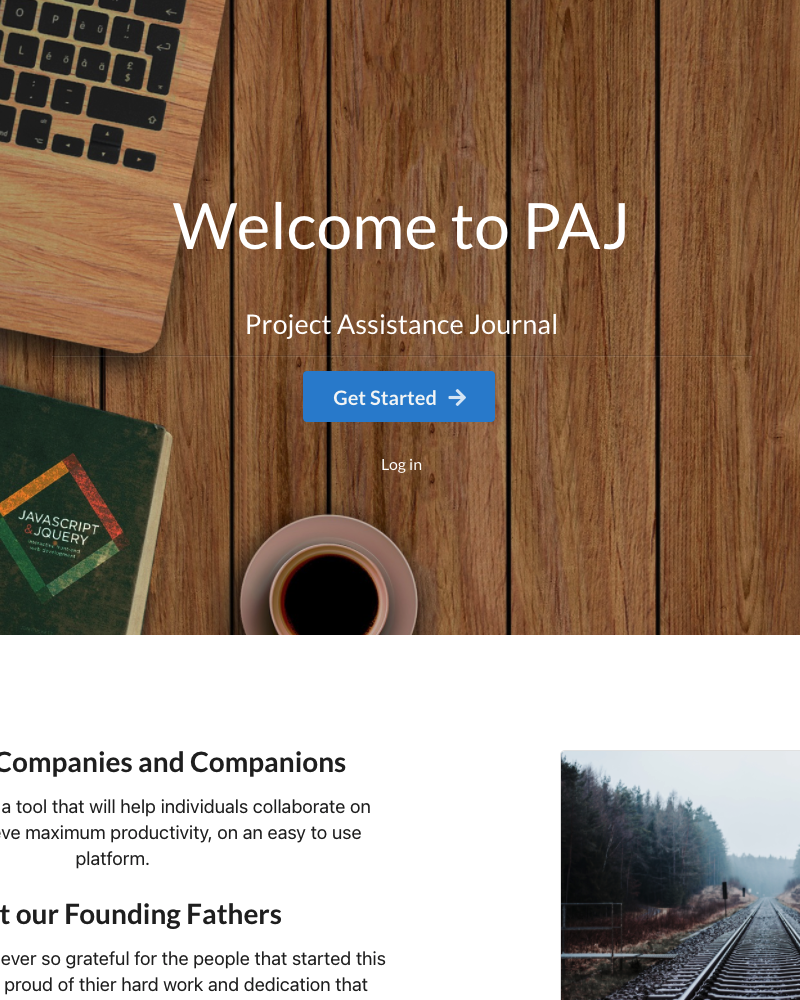 O P è ü !
L é ö à ä £ $
: ; _ -
Welcome to PAJ
Project Assistance Journal
Get Started
Log in
JAVASCRIPT
&JQUERY
Companies and Companions
a tool that will help individuals collaborate on
eve maximum productivity, on an easy to use
platform.
t our Founding Fathers
ever so grateful for the people that started this
proud of thier hard work and dedication that